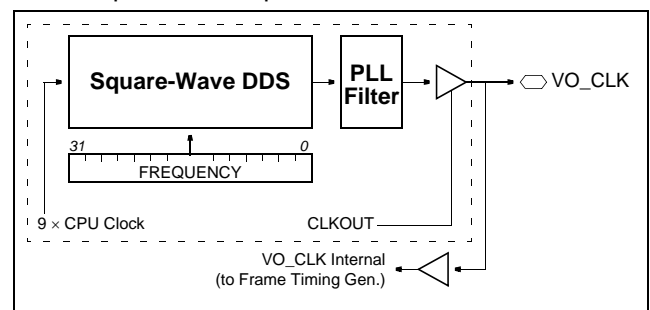 Square-Wave DDS
PLL
Filter
VO_CLK
31
0
FREQUENCY
9 × CPU Clock
CLKOUT
VO_CLK Internal
(to Frame Timing Gen.)